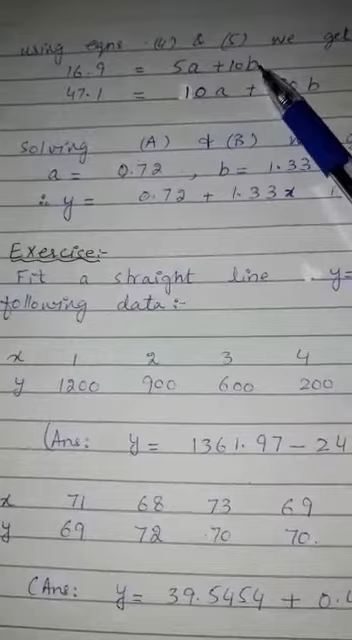 using eqns (4) & (5) we get
16.9 = 5a + 10b
47.1 = 10a + 0b
Solving (A) & (B)
a = 0.72 , b = 1.33
∴ y = 0.72 + 1.33x
Exercise:-
Fit a straight line y=
following data:-
x 1 2 3 4
y 1200 900 600 200
(Ans: y = 1361.97 - 24
x 71 68 73 69
y 69 72 70 70.
(Ans: y = 39.5454 + 0.4